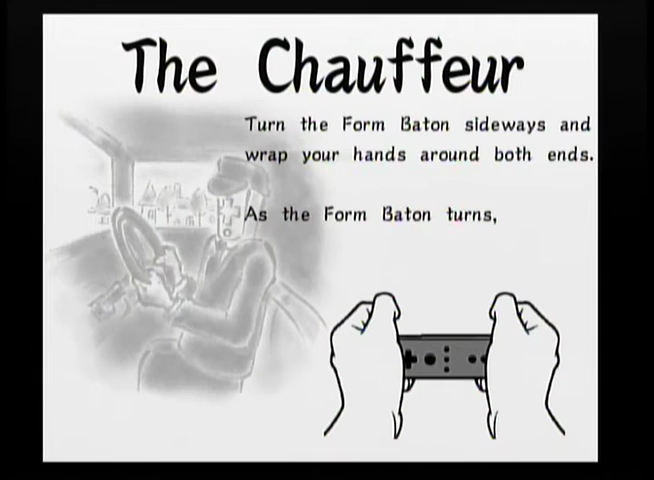 The Chauffeur
Turn the Form Baton sideways and
wrap your hands around both ends.
As the Form Baton turns,